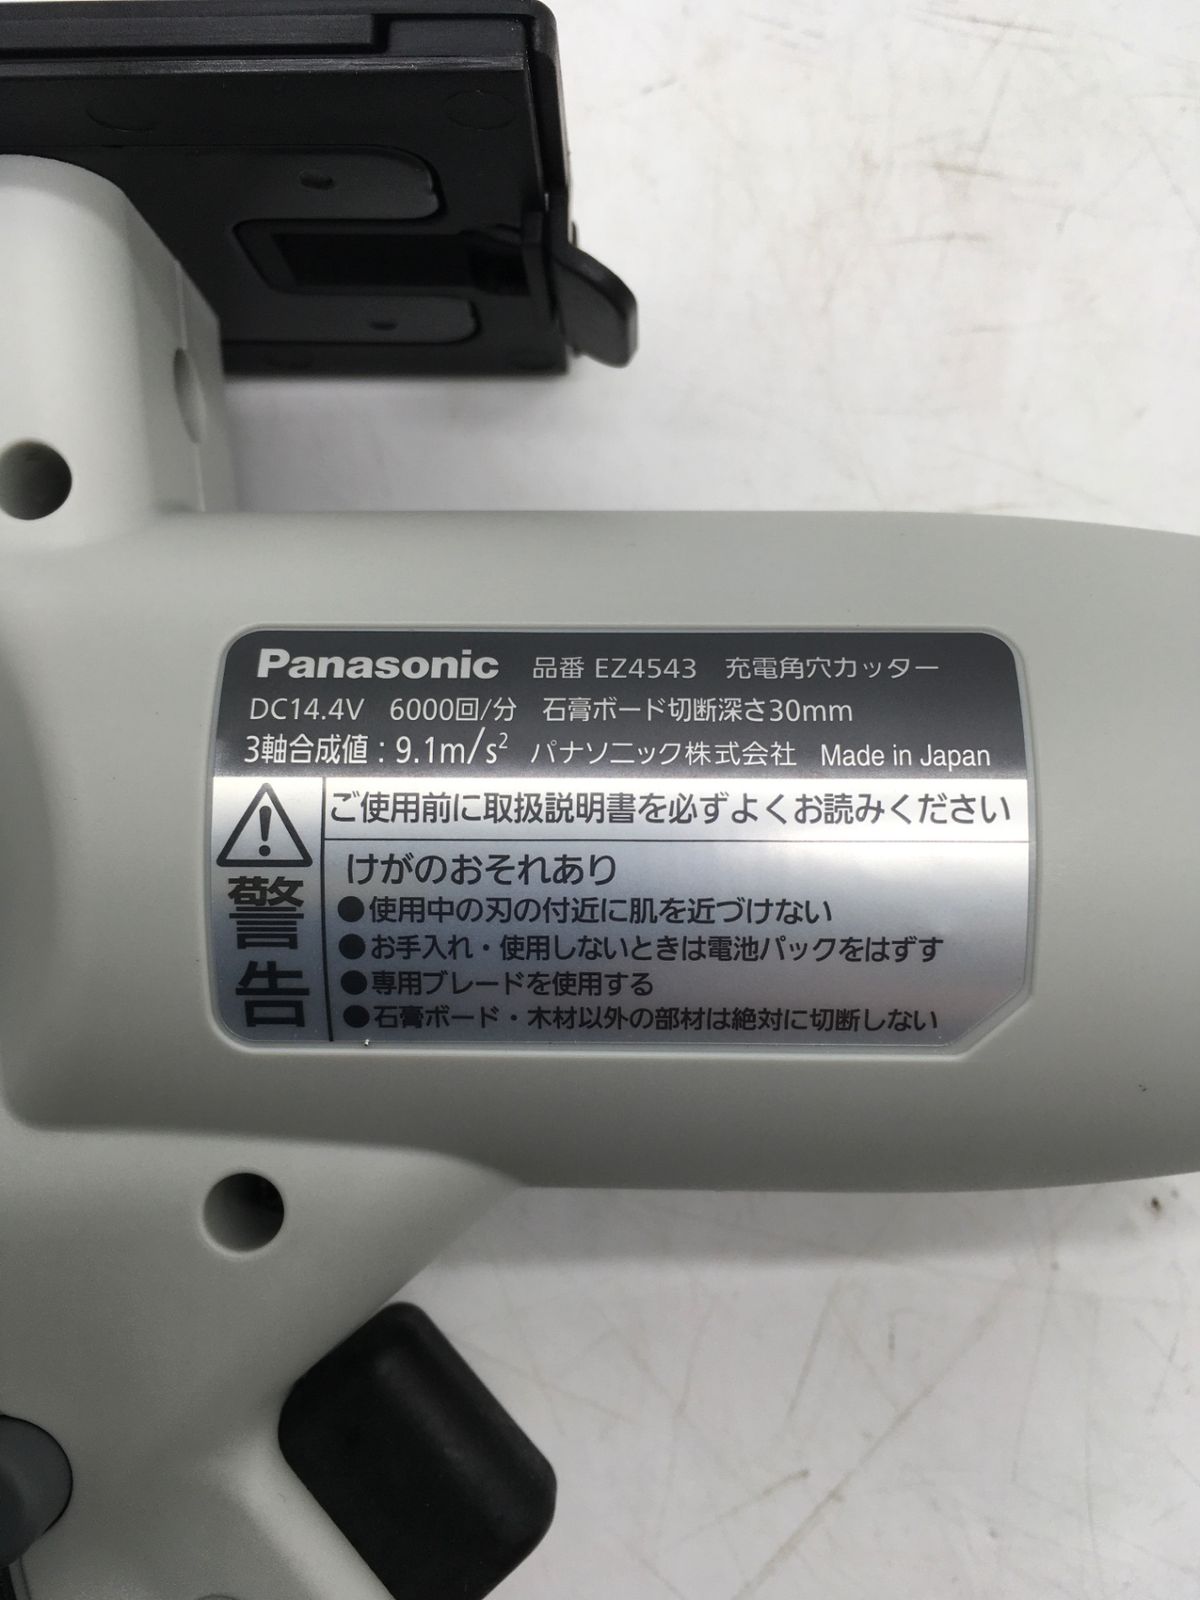 Panasonic 品番 EZ4543 充電角穴カッター
DC14.4V 6000回/分 石膏ボード切断深さ30mm
3軸合成値：9.1m/s² パナソニック株式会社 Made in Japan
警告
ご使用前に取扱説明書を必ずよくお読みください
けがのおそれあり
●使用中の刃の付近に肌を近づけない
●お手入れ・使用しないときは電池パックをはずす
●専用ブレードを使用する
●石膏ボード・木材以外の部材は絶対に切断しない